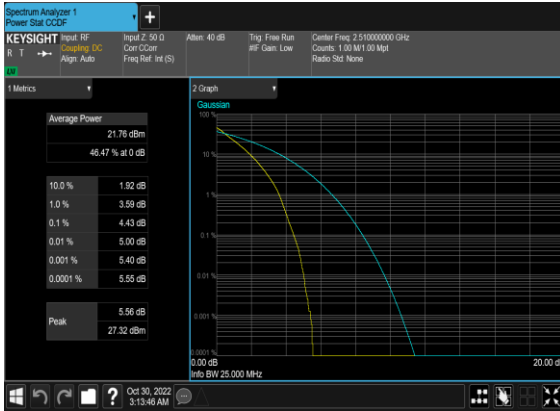 Spectrum Analyzer 1
Power Stat CCDF
+
KEYSIGHT
R T
LXI
Input: RF
Coupling: DC
Align: Auto
Input Z: 50 Ω
Corr CCorr
Freq Ref: Int (S)
Atten: 40 dB
Trig: Free Run
#IF Gain: Low
Center Freq: 2.510000000 GHz
Counts: 1.00 M/1.00 Mpt
Radio Std: None
1 Metrics
Average Power
21.76 dBm
46.47 % at 0 dB
10.0 % 1.92 dB
1.0 % 3.59 dB
0.1 % 4.43 dB
0.01 % 5.00 dB
0.001 % 5.40 dB
0.0001 % 5.55 dB
Peak
5.56 dB
27.32 dBm
2 Graph
Gaussian
100 %
10 %
1 %
0.1 %
0.01 %
0.001 %
0.0001 %
0.00 dB
20.00 d
Info BW 25.000 MHz
?
Oct 30, 2022
3:13:46 AM